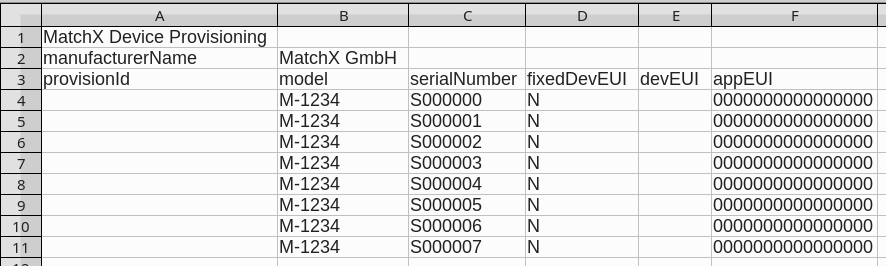 A B C D E F
1 MatchX Device Provisioning
2 manufacturerName MatchX GmbH
3 provisionId model serialNumber fixedDevEUI devEUI appEUI
4 M-1234 S000000 N 0000000000000000
5 M-1234 S000001 N 0000000000000000
6 M-1234 S000002 N 0000000000000000
7 M-1234 S000003 N 0000000000000000
8 M-1234 S000004 N 0000000000000000
9 M-1234 S000005 N 0000000000000000
10 M-1234 S000006 N 0000000000000000
11 M-1234 S000007 N 0000000000000000